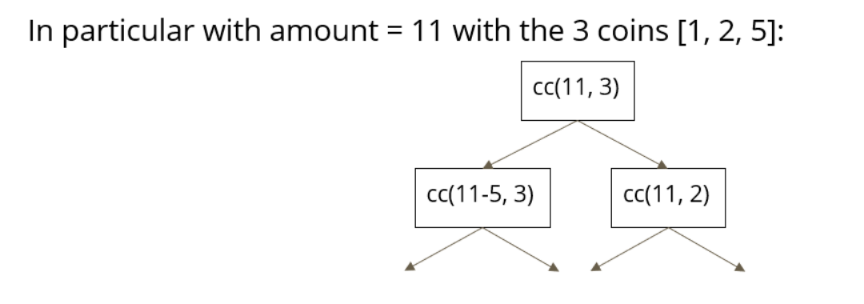 In particular with amount = 11 with the 3 coins [1, 2, 5]:
cc(11, 3)
cc(11-5, 3)
cc(11, 2)